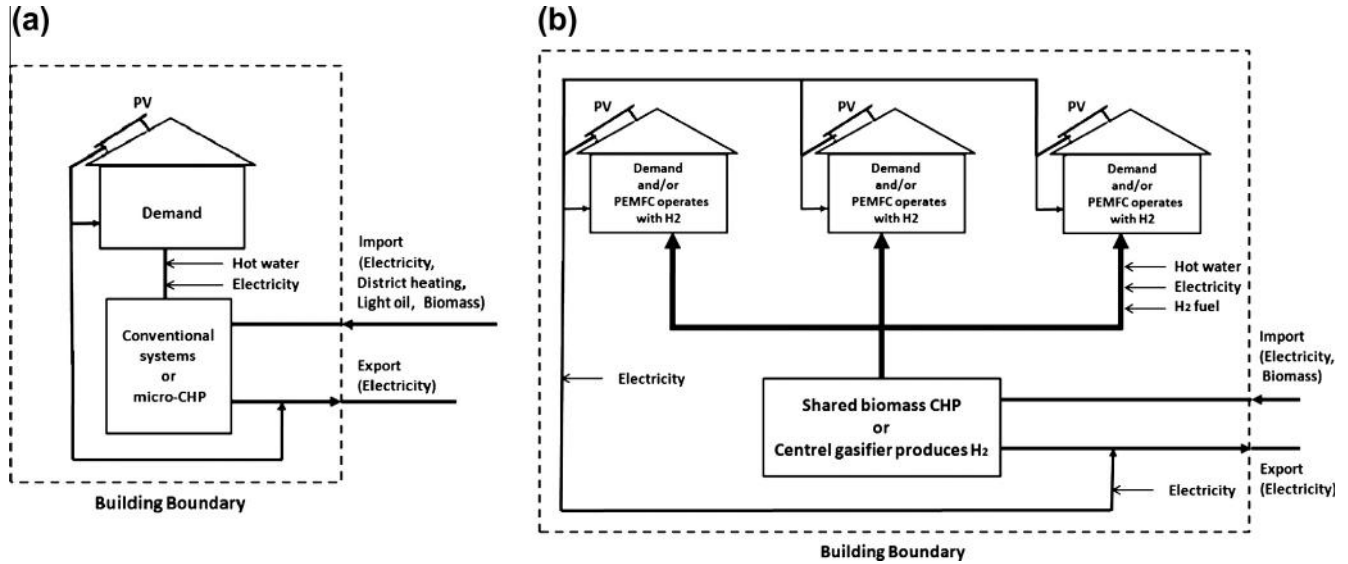 (a)
PV
Demand
Hot water
Electricity
Conventional
systems
or
micro-CHP
Import
(Electricity,
District heating,
Light oil, Biomass)
Export
(Electricity)
Building Boundary
(b)
PV
PV
PV
Demand
and/or
PEMFC operates
with H2
Demand
and/or
PEMFC operates
with H2
Demand
and/or
PEMFC operates
with H2
Hot water
Electricity
H₂ fuel
Electricity
Shared biomass CHP
or
Centrel gasifier produces H₂
Import
(Electricity,
Biomass)
Export
(Electricity)
Electricity
Building Boundary